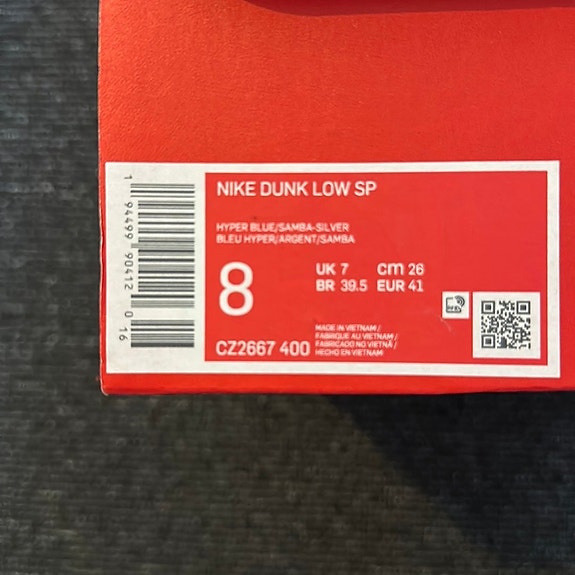 NIKE DUNK LOW SP
HYPER BLUE/SAMBA-SILVER
BLEU HYPER/ARGENT/SAMBA
8
UK 7 cm 26
BR 39.5 EUR 41
CZ2667 400
MADE IN VIETNAM/
FABRIQUE AU VIETNAM/
FABRICADO NO VIETNÃ/
HECHO EN VIETNAM
1 94499 90412 0 16